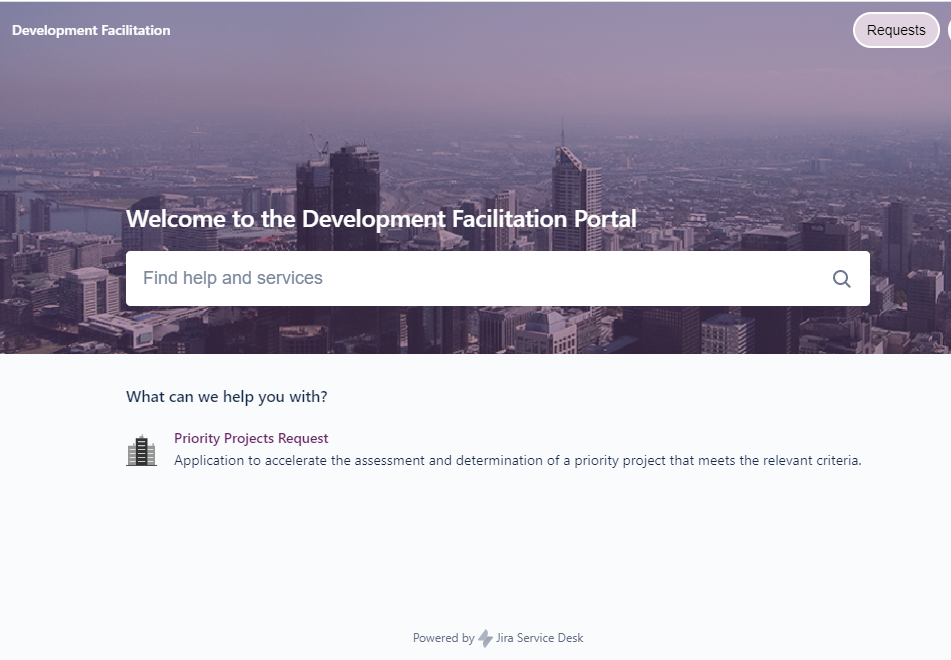 Development Facilitation
Requests
Welcome to the Development Facilitation Portal
Find help and services
What can we help you with?
Priority Projects Request
Application to accelerate the assessment and determination of a priority project that meets the relevant criteria.
Powered by Jira Service Desk